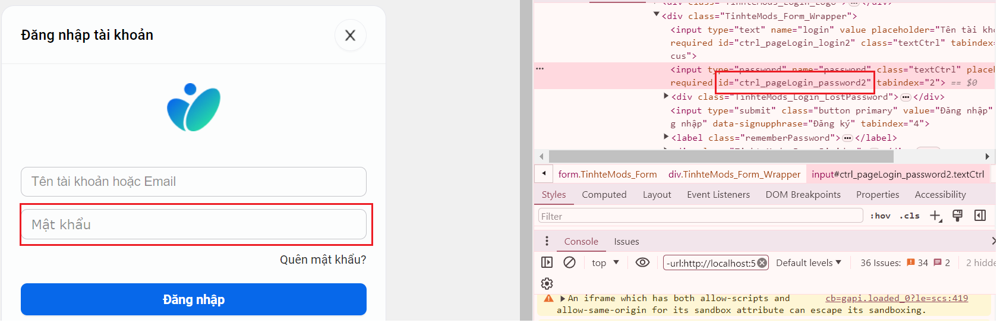 Đăng nhập tài khoản
Tên tài khoản hoặc Email
Mật khẩu
Quên mật khẩu?
Đăng nhập
<div class="TinhteMods_Login_Logo"> </div>
<div class="TinhteMods_Form_Wrapper">
<input type="text" name="login" value placeholder="Tên tài kho
required id="ctrl_pageLogin_login2" class="textCtrl" tabindex=
cus">
<input type="password" name="password" class="textCtrl" placeh
required id="ctrl_pageLogin_password2" tabindex="2"> == $0
<div class="TinhteMods_Login_LostPassword"> </div>
<input type="submit" class="button primary" value="Đăng nhập"
g nhập" data-signupphrase="Đăng ký" tabindex="4">
<label class="rememberPassword"> </label>
form.TinhteMods_Form div.TinhteMods_Form_Wrapper input#ctrl_pageLogin_password2.textCtrl
Styles Computed Layout Event Listeners DOM Breakpoints Properties Accessibility
Filter :hov .cls
Console Issues
top -url:http://localhost:5 Default levels 36 Issues: 34 2 2 hidde
An iframe which has both allow-scripts and cb=gapi.loaded_0?le=scs:419
allow-same-origin for its sandbox attribute can escape its sandboxing.